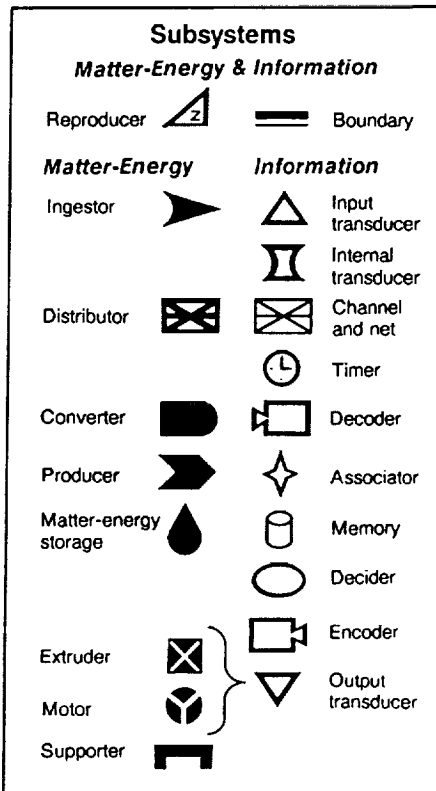 Subsystems
Matter-Energy & Information
Reproducer Z Boundary
Matter-Energy Information
Ingestor Input
transducer
Internal
transducer
Distributor Channel
and net
Timer
Converter Decoder
Producer Associator
Matter-energy
storage
Memory
Decider
Encoder
Extruder
Output
transducer
Motor
Supporter